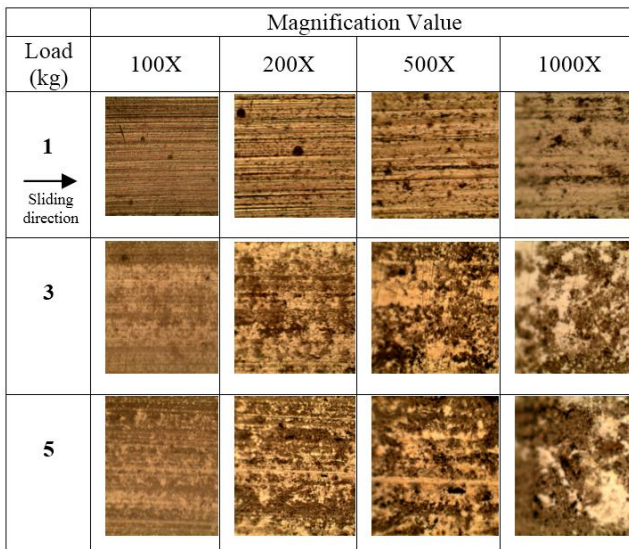 Magnification Value
Load
(kg)
100X
200X
500X
1000X
1
Sliding
direction
3
5